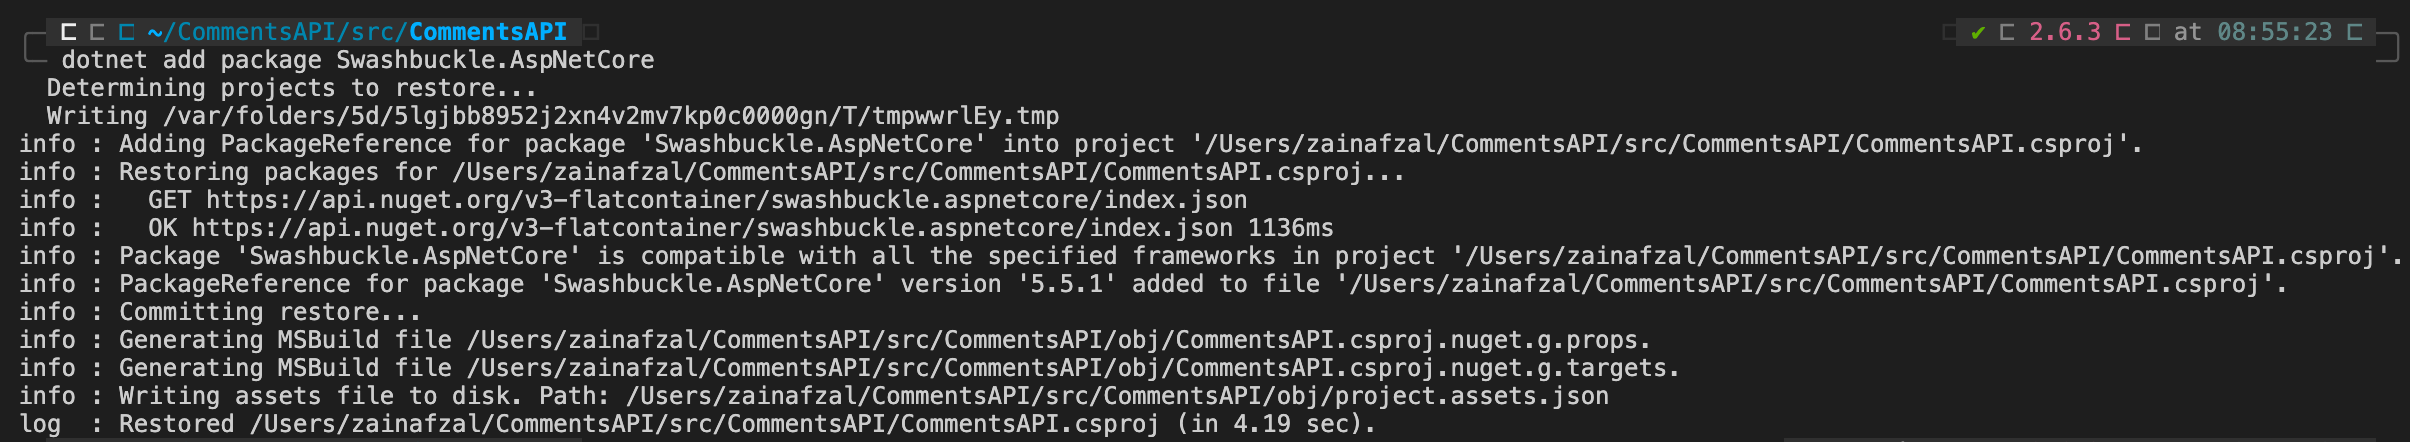 ~/CommentsAPI/src/CommentsAPI
✔ 2.6.3 at 08:55:23
dotnet add package Swashbuckle.AspNetCore
Determining projects to restore...
Writing /var/folders/5d/5lgjbb8952j2xn4v2mv7kp0c0000gn/T/tmpwwrlEy.tmp
info : Adding PackageReference for package 'Swashbuckle.AspNetCore' into project '/Users/zainafzal/CommentsAPI/src/CommentsAPI/CommentsAPI.csproj'.
info : Restoring packages for /Users/zainafzal/CommentsAPI/src/CommentsAPI/CommentsAPI.csproj...
info :   GET https://api.nuget.org/v3-flatcontainer/swashbuckle.aspnetcore/index.json
info :   OK https://api.nuget.org/v3-flatcontainer/swashbuckle.aspnetcore/index.json 1136ms
info : Package 'Swashbuckle.AspNetCore' is compatible with all the specified frameworks in project '/Users/zainafzal/CommentsAPI/src/CommentsAPI/CommentsAPI.csproj'.
info : PackageReference for package 'Swashbuckle.AspNetCore' version '5.5.1' added to file '/Users/zainafzal/CommentsAPI/src/CommentsAPI/CommentsAPI.csproj'.
info : Committing restore...
info : Generating MSBuild file /Users/zainafzal/CommentsAPI/src/CommentsAPI/obj/CommentsAPI.csproj.nuget.g.props.
info : Generating MSBuild file /Users/zainafzal/CommentsAPI/src/CommentsAPI/obj/CommentsAPI.csproj.nuget.g.targets.
info : Writing assets file to disk. Path: /Users/zainafzal/CommentsAPI/src/CommentsAPI/obj/project.assets.json
log  : Restored /Users/zainafzal/CommentsAPI/src/CommentsAPI/CommentsAPI.csproj (in 4.19 sec).